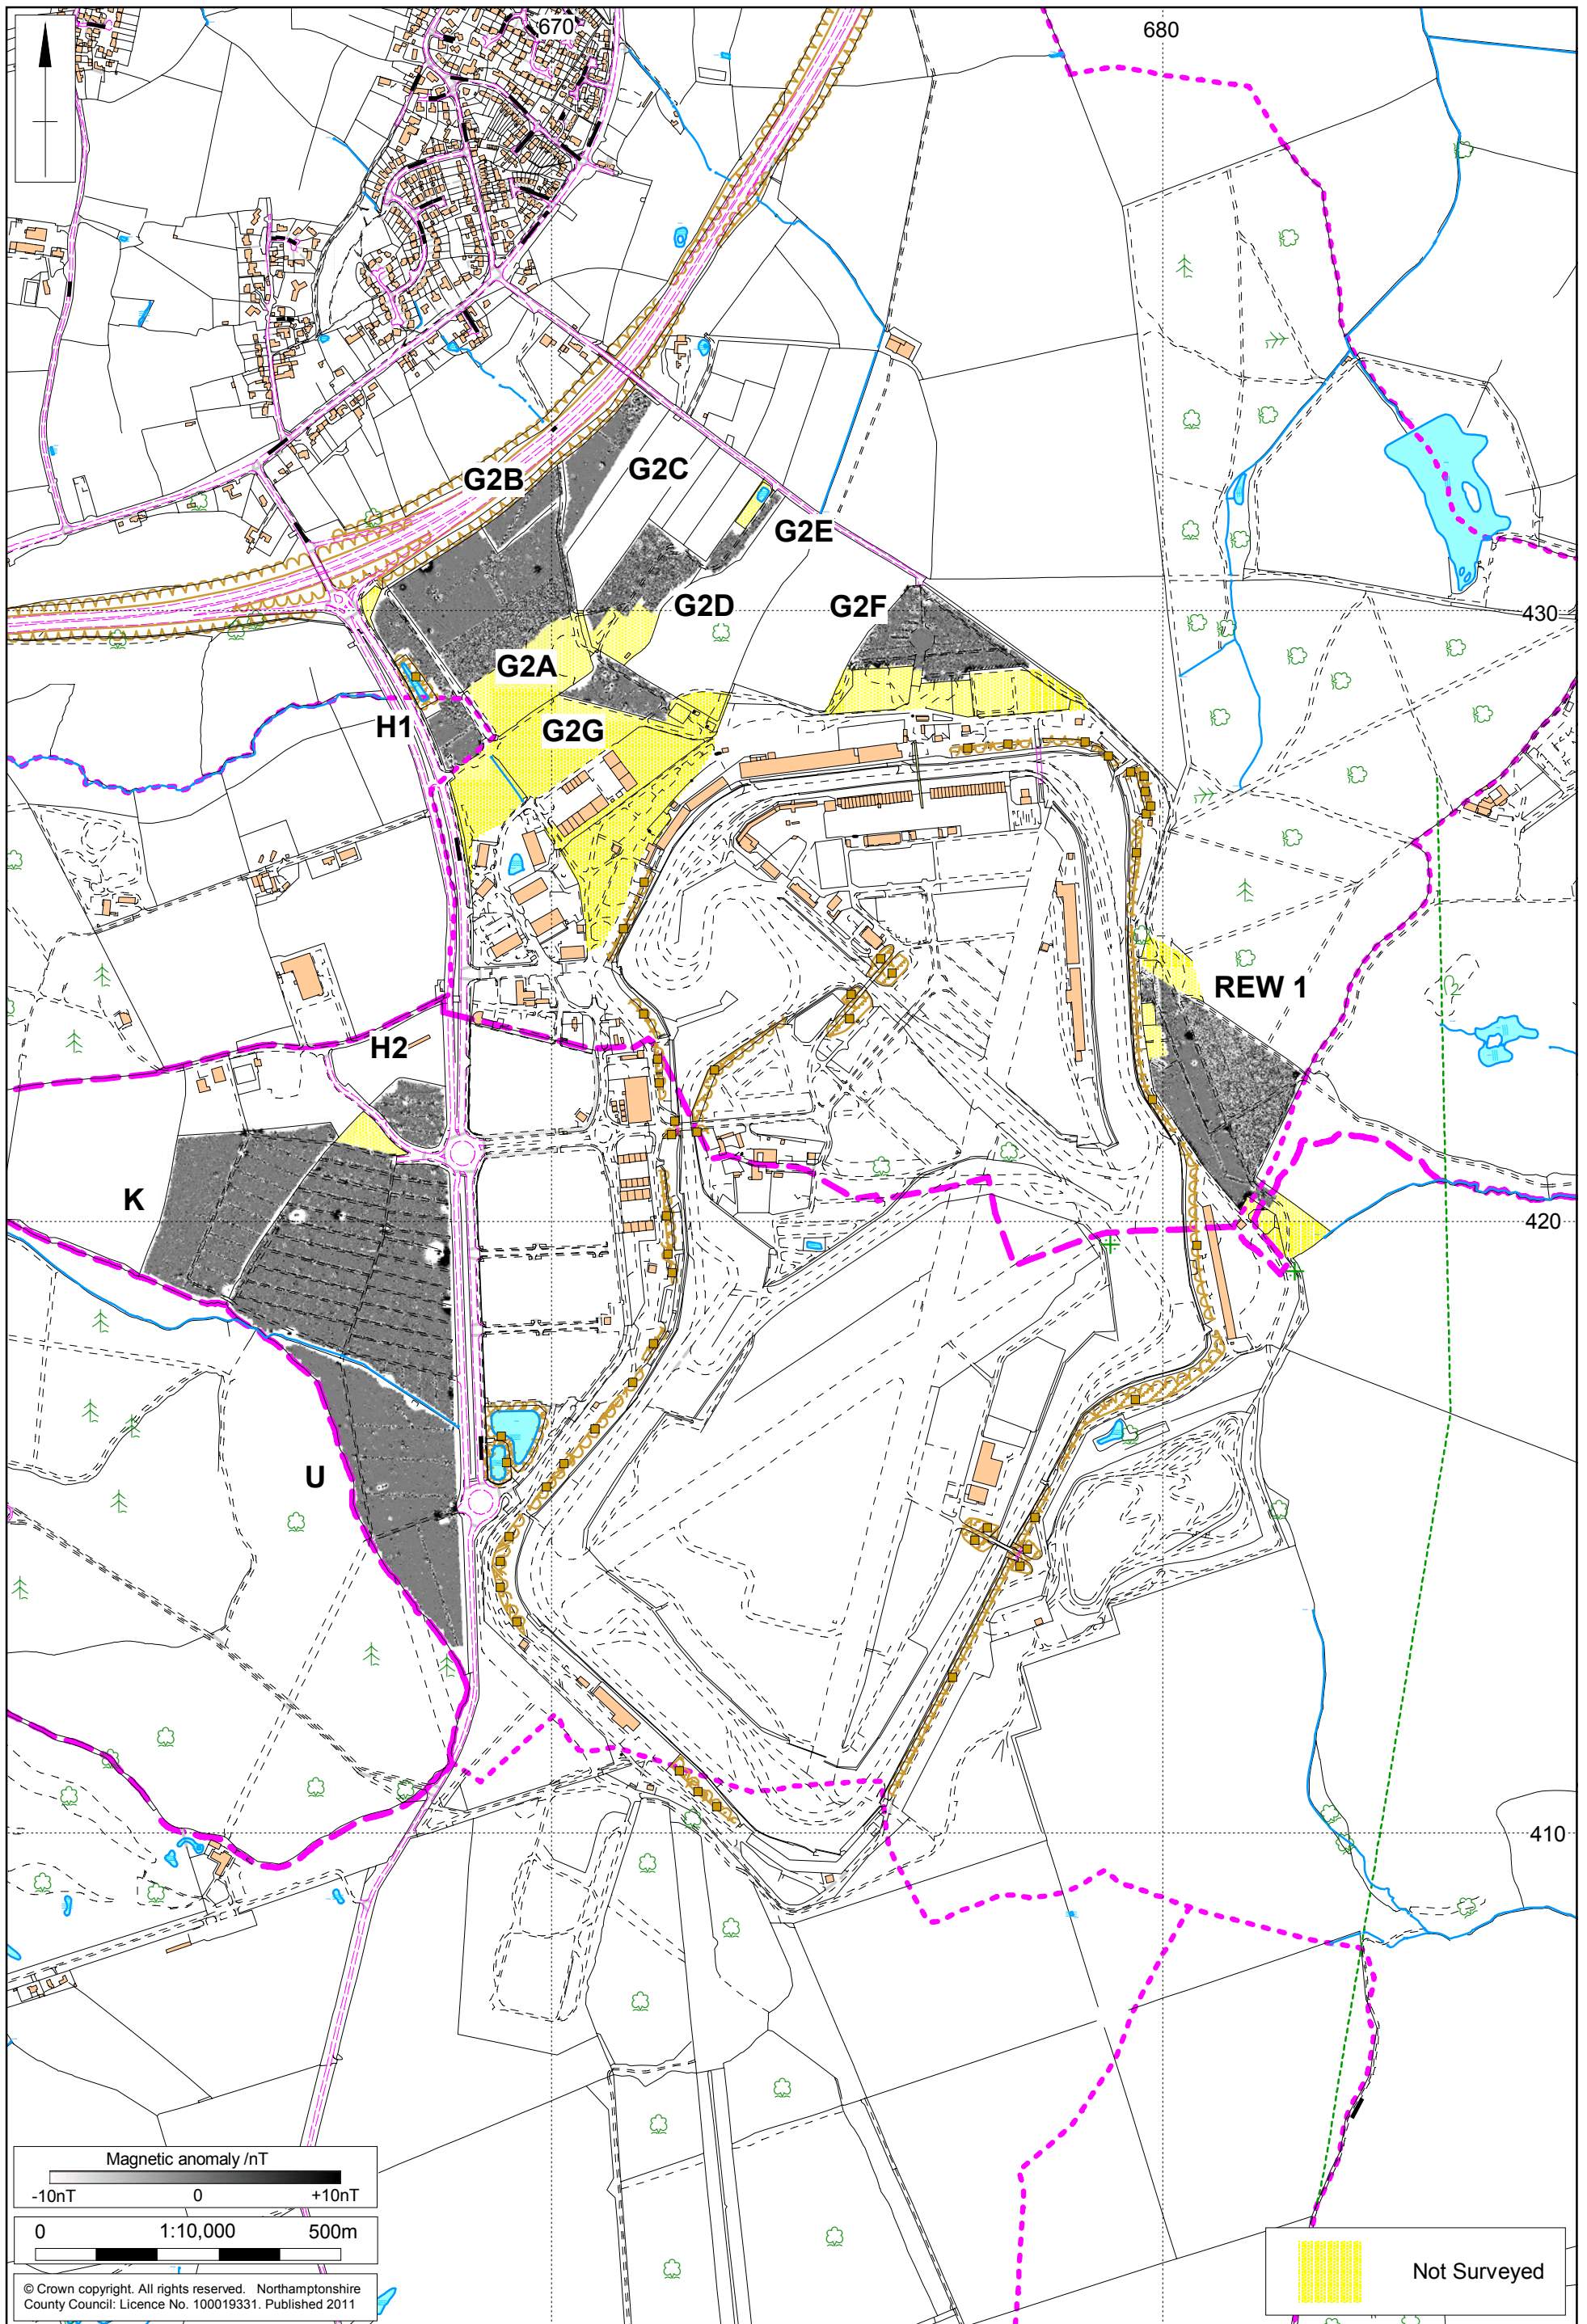 670
680
G2B
G2C
G2E
G2D
G2F
430
G2A
H1
G2G
REW 1
H2
K
420
U
410
Magnetic anomaly /nT
-10nT 0 +10nT
0 1:10,000 500m
© Crown copyright. All rights reserved. Northamptonshire
County Council: Licence No. 100019331. Published 2011
Not Surveyed